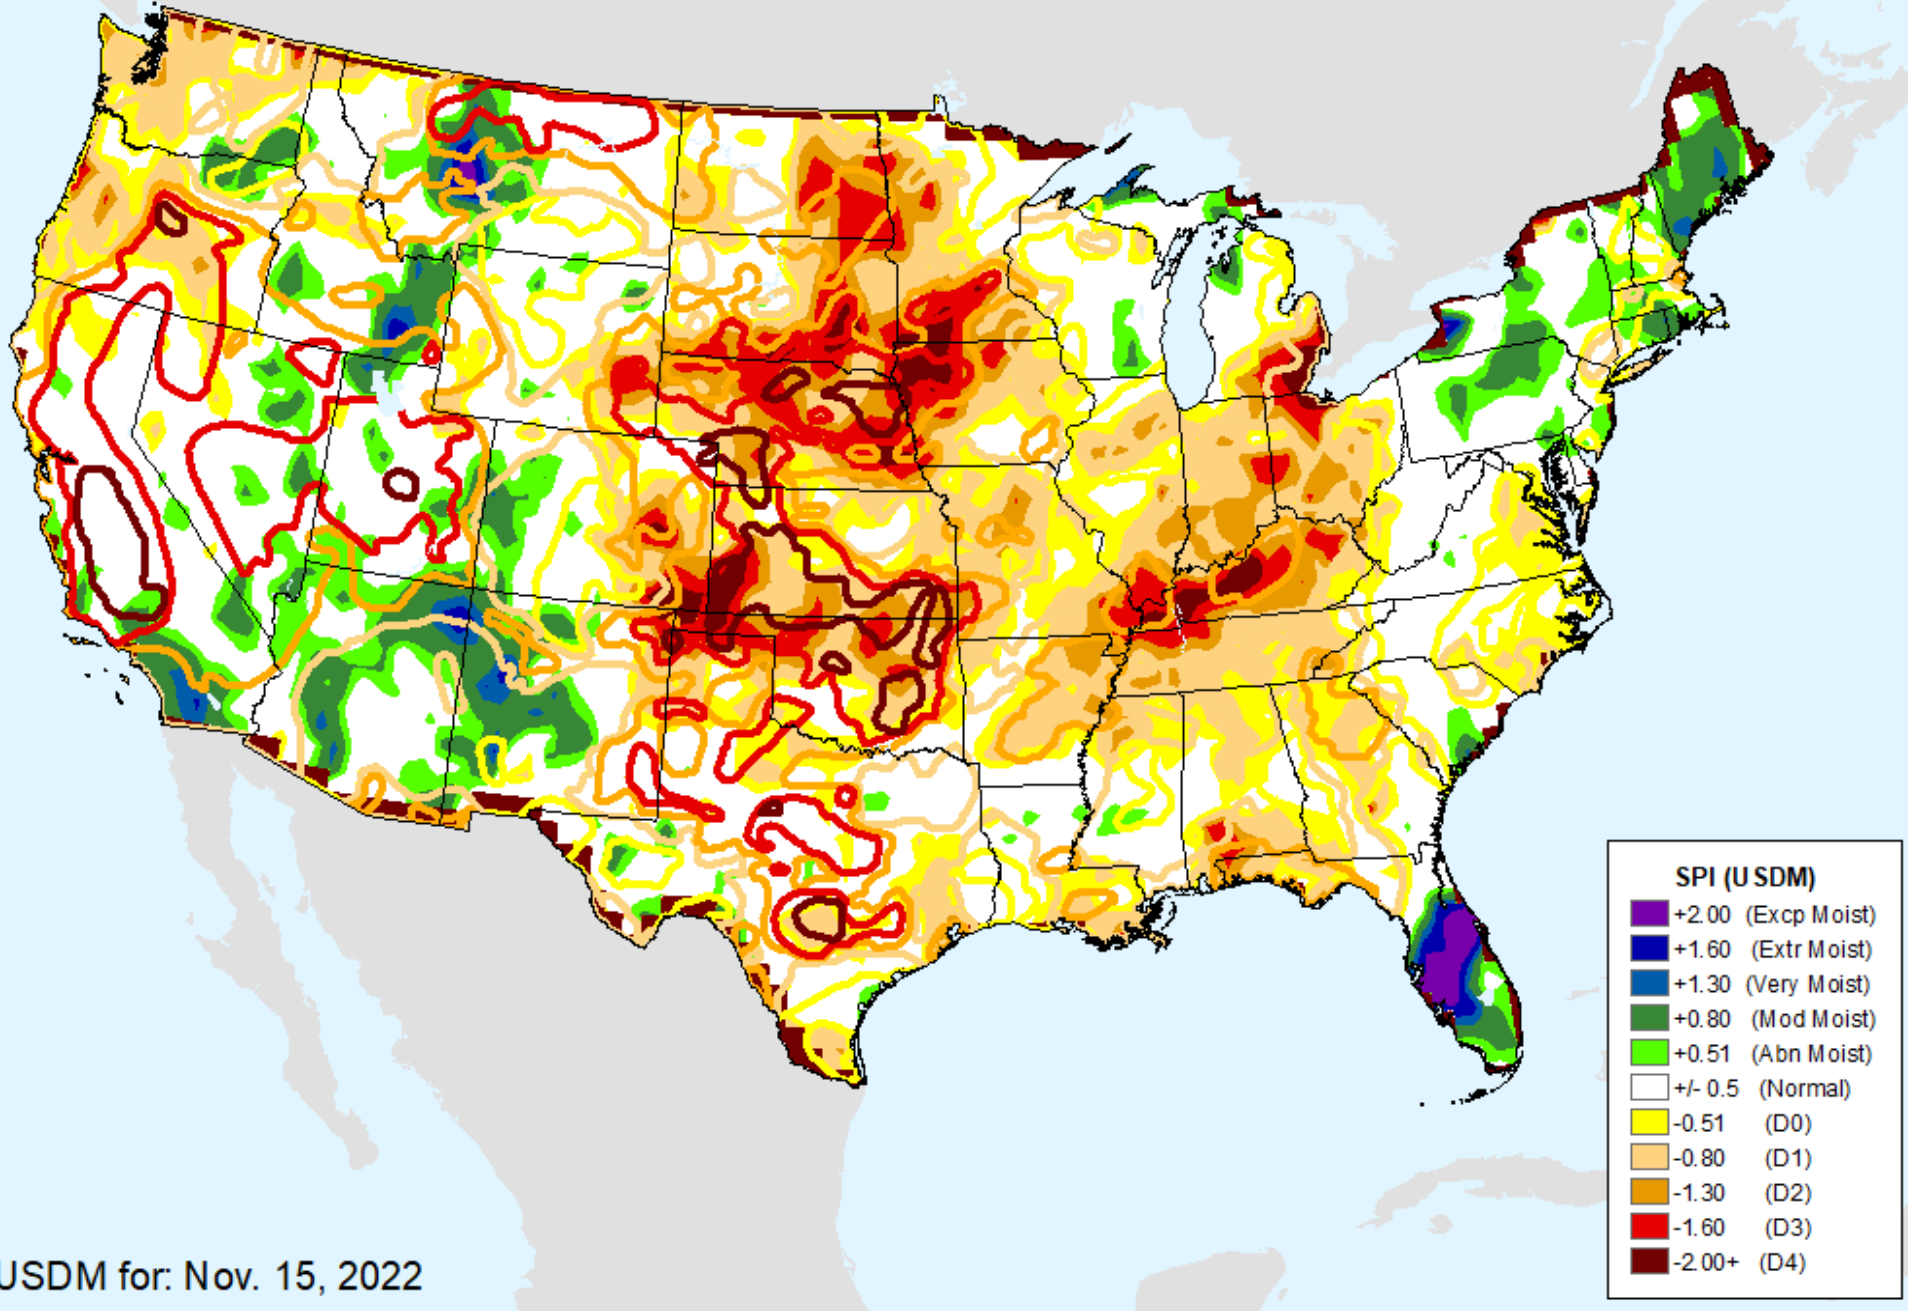 SPI (USDM)
+2.00 (Excp Moist)
+1.60 (Extr Moist)
+1.30 (Very Moist)
+0.80 (Mod Moist)
+0.51 (Abn Moist)
+/- 0.5 (Normal)
-0.51 (D0)
-0.80 (D1)
-1.30 (D2)
-1.60 (D3)
-2.00+ (D4)
USDM for: Nov. 15, 2022